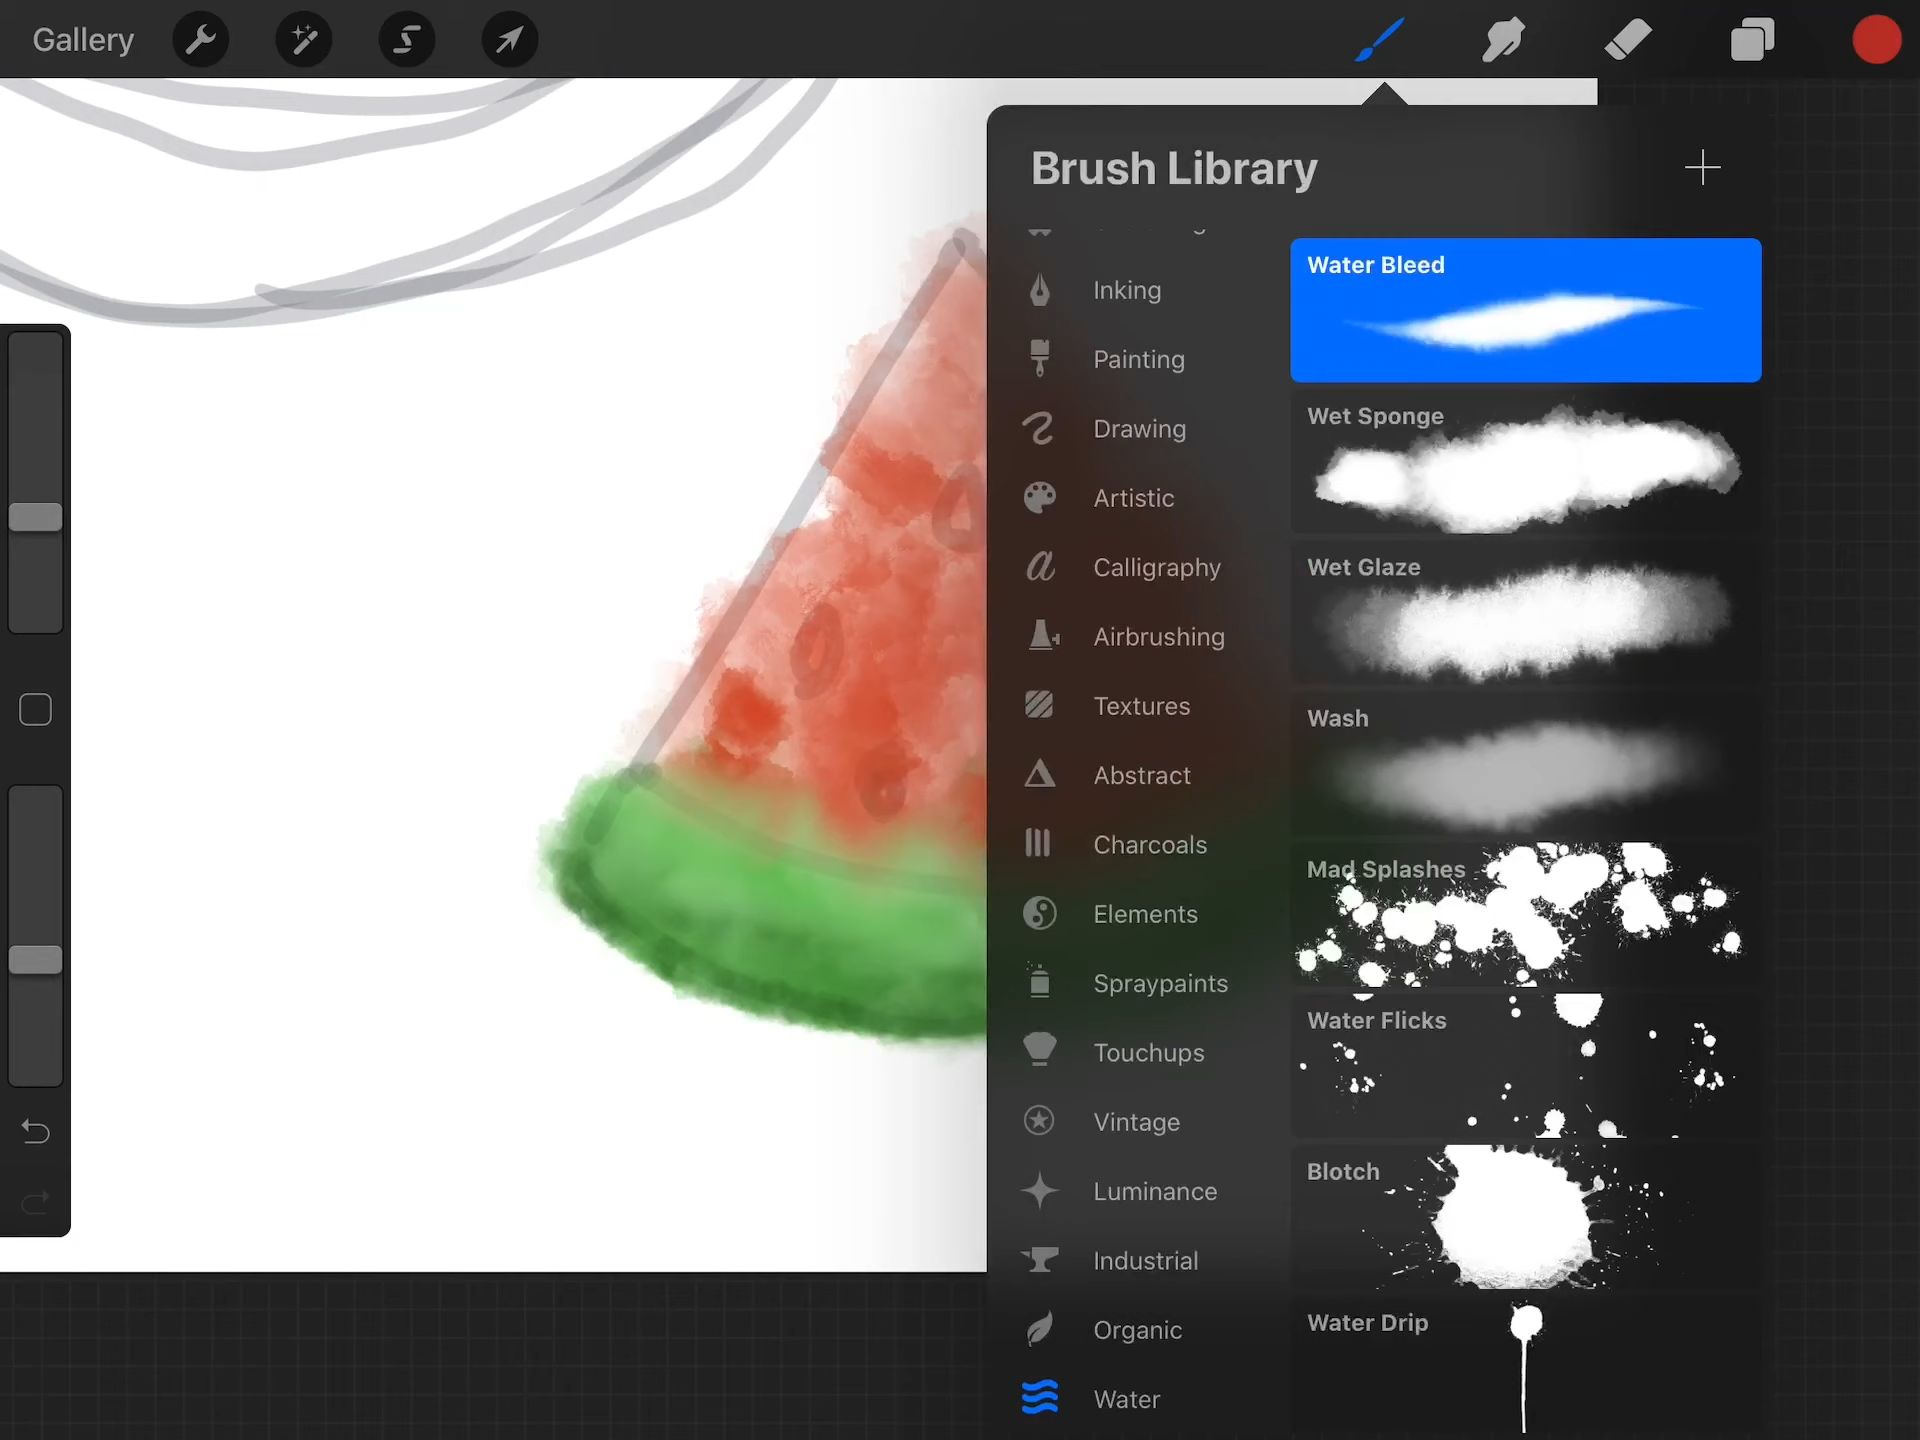 Gallery
Brush Library
Inking
Painting
Drawing
Artistic
Calligraphy
Airbrushing
Textures
Abstract
Charcoals
Elements
Spraypaints
Touchups
Vintage
Luminance
Industrial
Organic
Water
Water Bleed
Wet Sponge
Wet Glaze
Wash
Mad Splashes
Water Flicks
Blotch
Water Drip